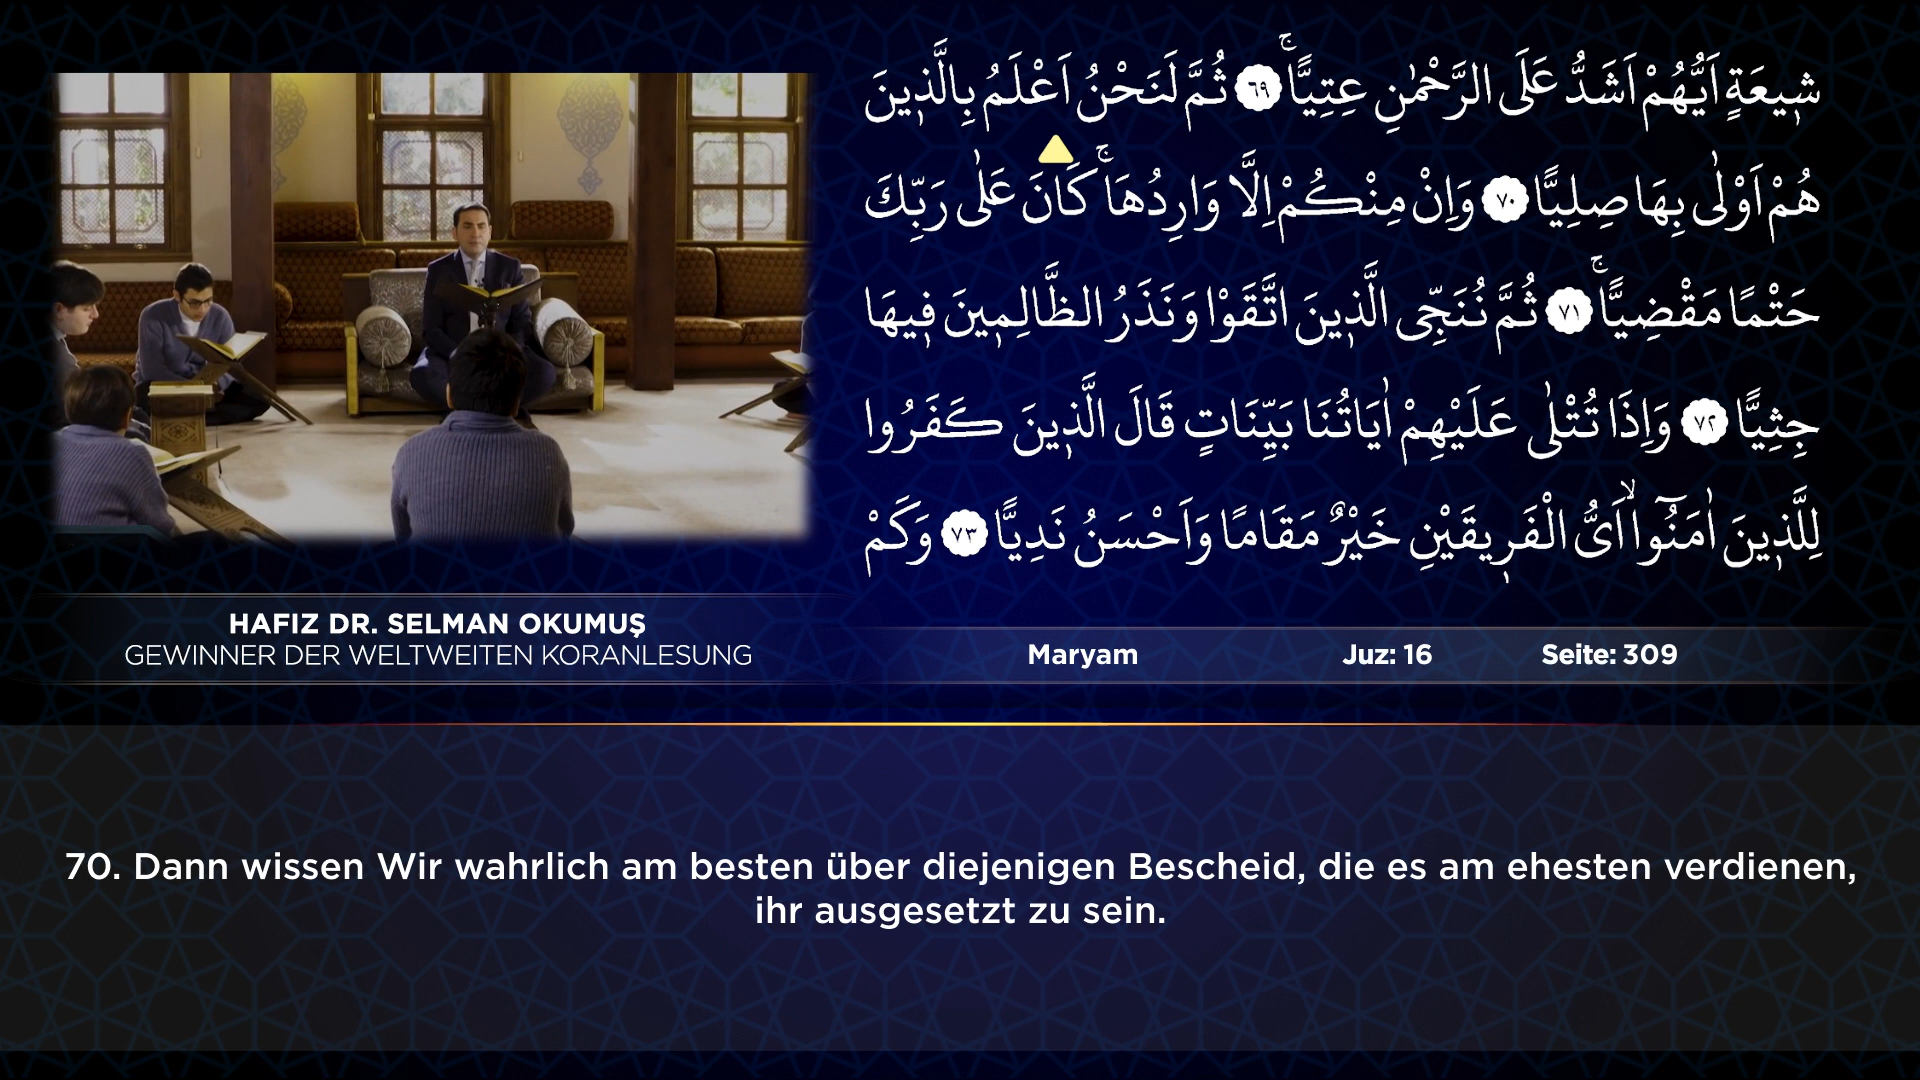 شٖيعَةٍ اَيُّهُمْ اَشَدُّ عَلَى الرَّحْمٰنِ عِتِيًّاۚ ﴿٦٩﴾ ثُمَّ لَنَحْنُ اَعْلَمُ بِالَّذٖينَ
هُمْ اَوْلٰى بِهَا صِلِيًّا ﴿٧٠﴾ وَاِنْ مِنْكُمْ اِلَّا وَارِدُهَاۚ كَانَ عَلٰى رَبِّكَ
حَتْمًا مَقْضِيًّاۚ ﴿٧١﴾ ثُمَّ نُنَجِّى الَّذٖينَ اتَّقَوْا وَنَذَرُ الظَّالِمٖينَ فٖيهَا
جِثِيًّا ﴿٧٢﴾ وَاِذَا تُتْلٰى عَلَيْهِمْ اٰيَاتُنَا بَيِّنَاتٍ قَالَ الَّذٖينَ كَفَرُوا
لِلَّذٖينَ اٰمَنُٓواۙ اَىُّ الْفَرٖيقَيْنِ خَيْرٌ مَقَامًا وَاَحْسَنُ نَدِيًّا ﴿٧٣﴾ وَكَمْ
HAFIZ DR. SELMAN OKUMUŞ
GEWINNER DER WELTWEITEN KORANLESUNG
Maryam Juz: 16 Seite: 309
70. Dann wissen Wir wahrlich am besten über diejenigen Bescheid, die es am ehesten verdienen,
ihr ausgesetzt zu sein.